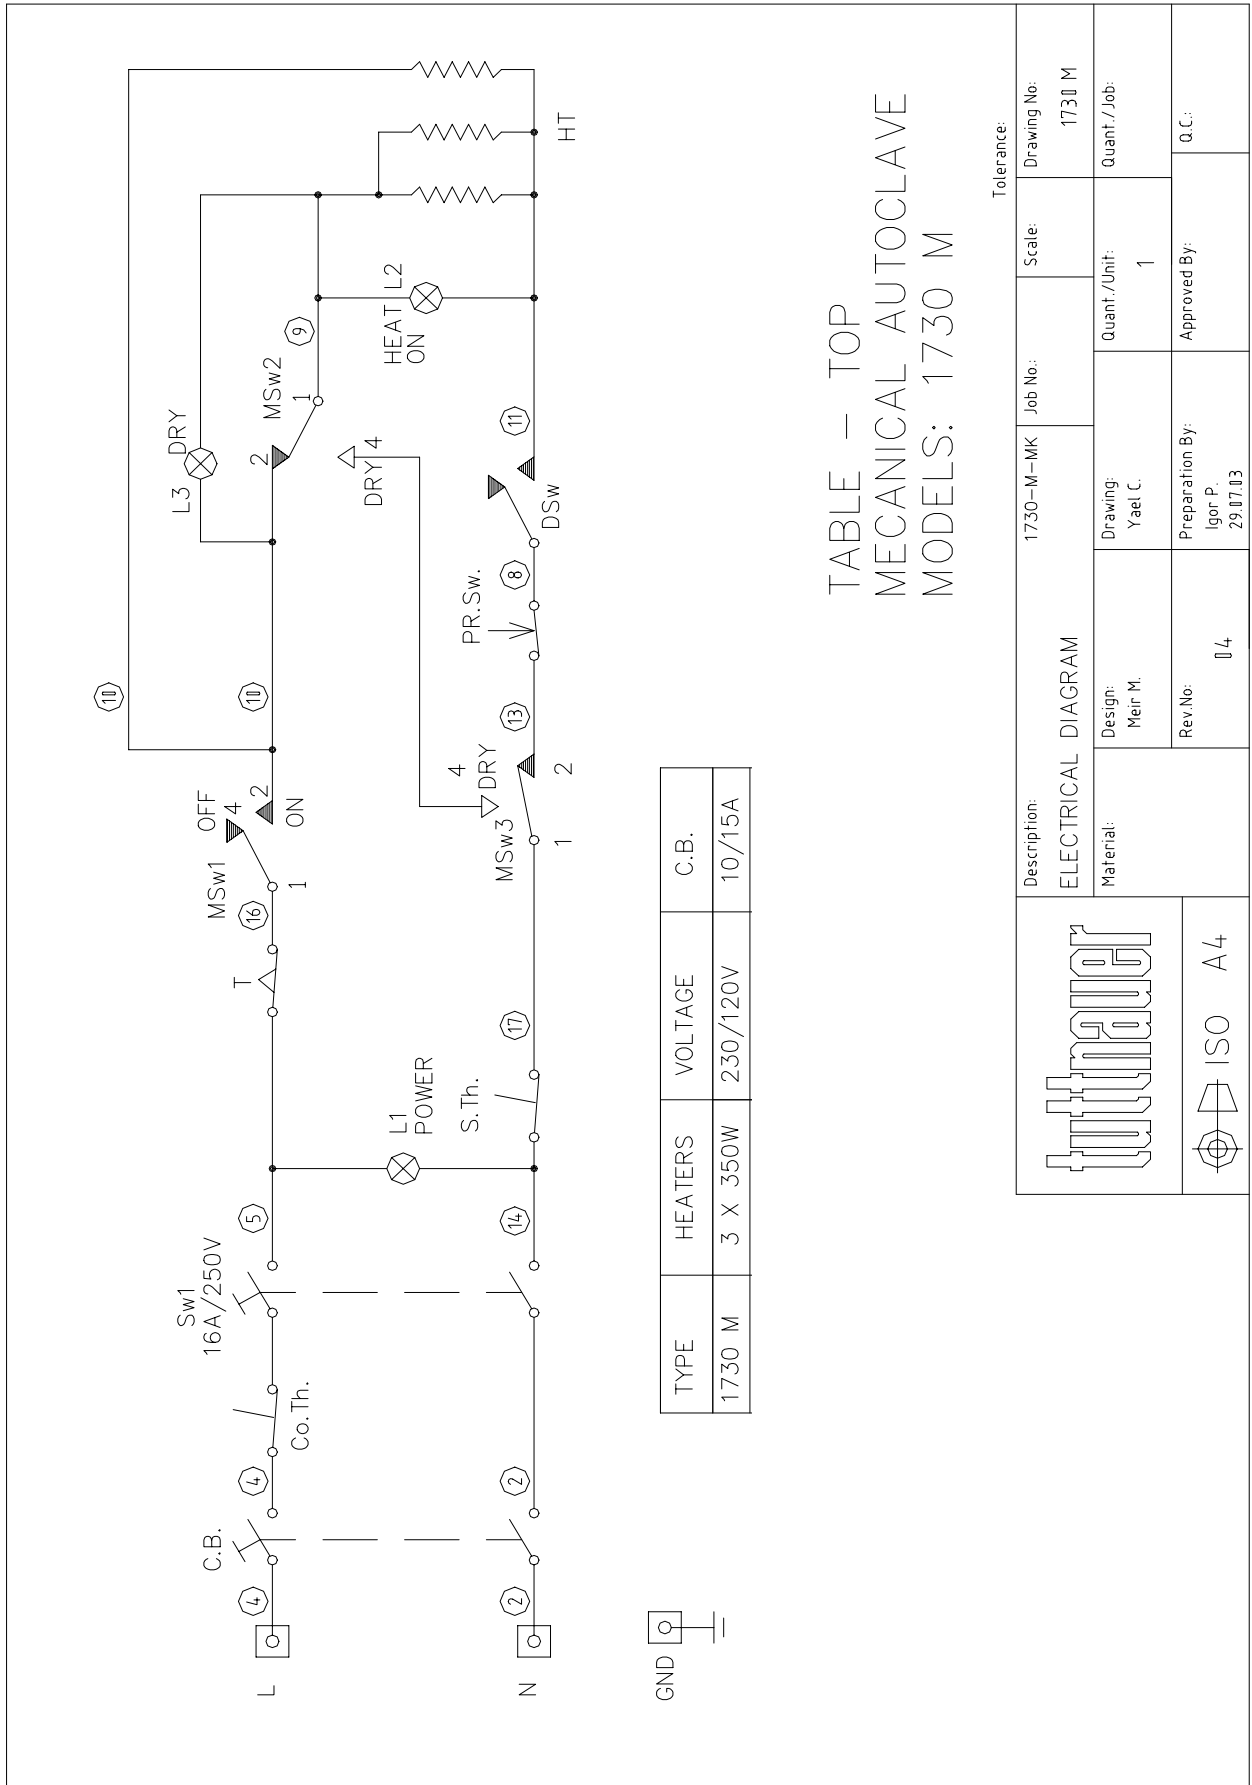 L
4
C.B.
4
Co.Th.
Sw1
16A/250V
5
T
16
MSw1
1
OFF
4
2
ON
10
10
L3
DRY
2
MSw2
1
9
DRY 4
HEAT L2
ON
HT
N
2
2
14
L1
POWER
S.Th.
17
MSw3
1
4
DRY
2
13
PR.Sw.
8
DSw
11
GND
TYPE HEATERS VOLTAGE C.B.
1730 M 3 X 350W 230/120V 10/15A
TABLE - TOP
MECANICAL AUTOCLAVE
MODELS: 1730 M
Tolerance:
tuttnauer
ISO A4
Description: 1730-M-MK
ELECTRICAL DIAGRAM
Job No.:
Scale:
Drawing No:
1730 M
Material:
Design:
Meir M.
Drawing:
Yael C.
Quant./Unit:
1
Quant./Job:
Rev.No:
04
Preparation By:
Igor P.
29.07.03
Approved By:
Q.C.: